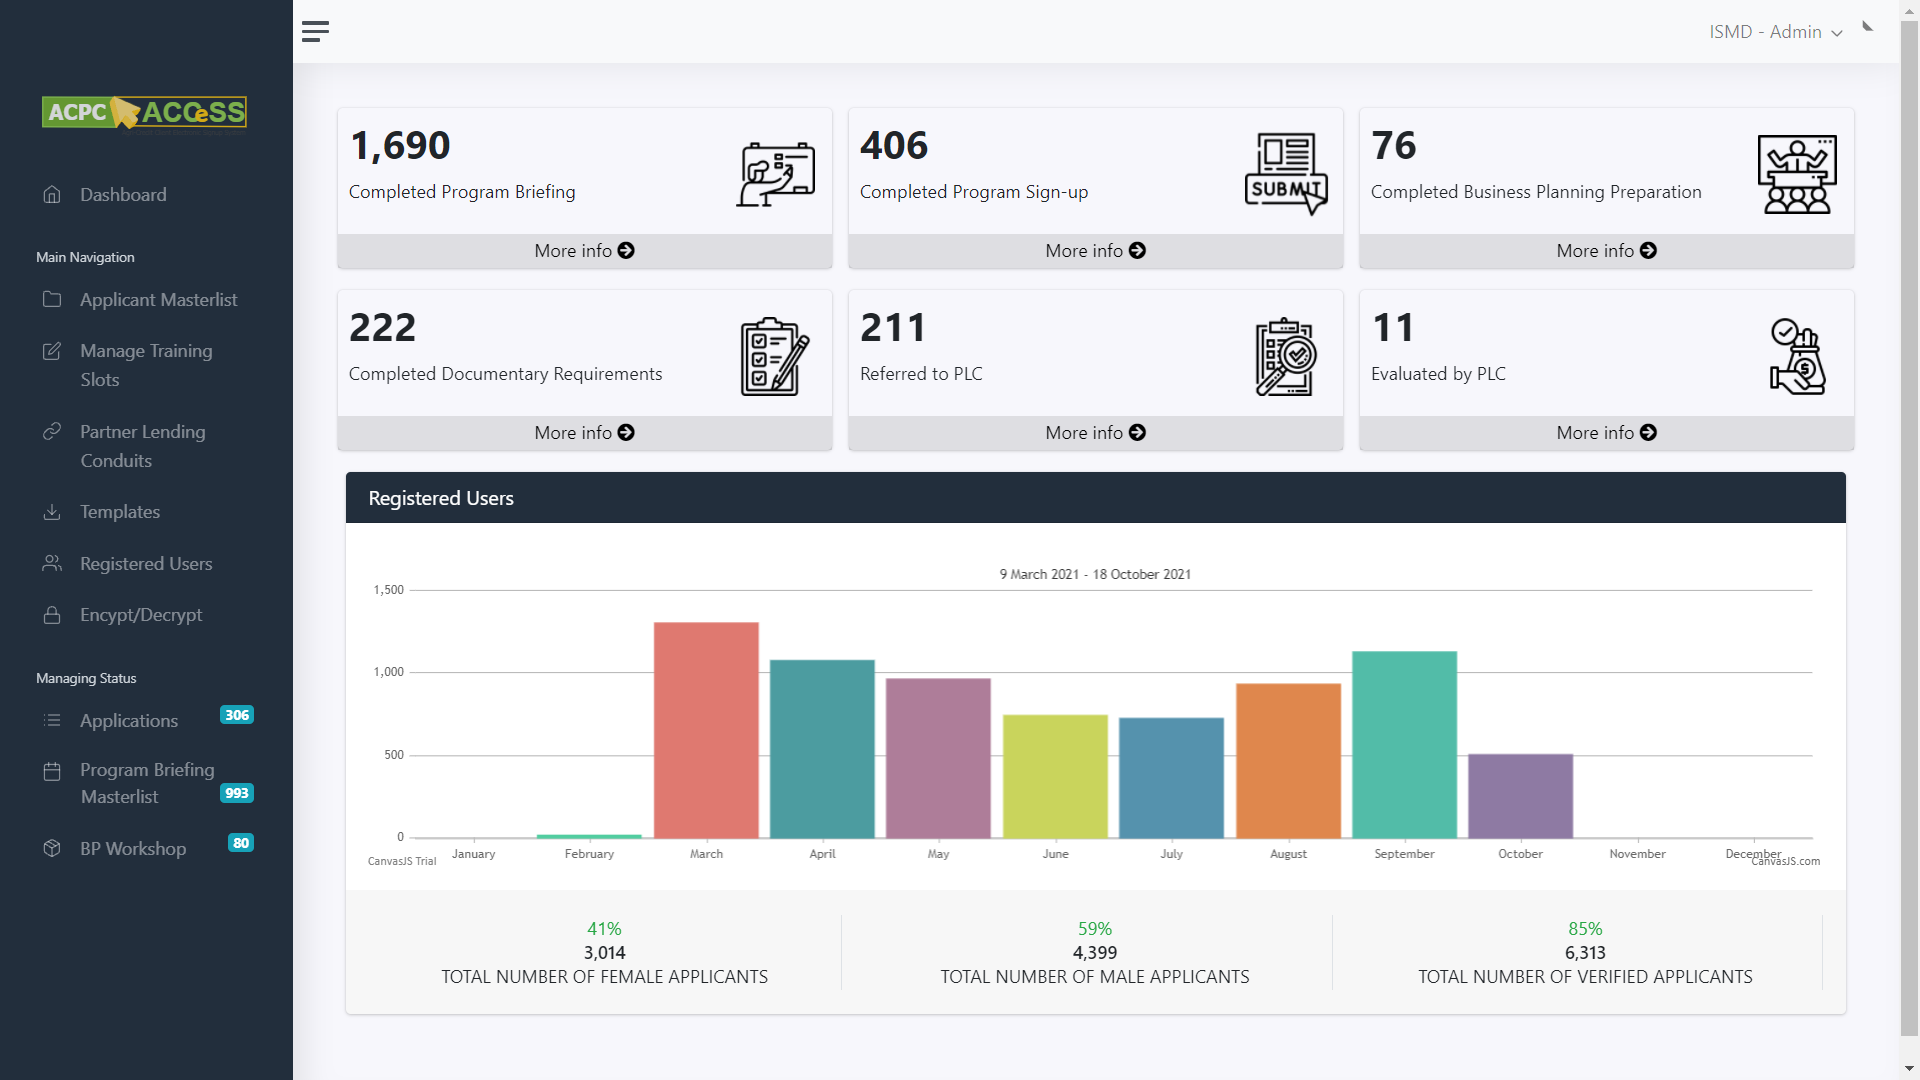 ACPC ACCeSS
ISMD - Admin
Dashboard
Main Navigation
Applicant Masterlist
Manage Training
Slots
Partner Lending
Conduits
Templates
Registered Users
Encypt/Decrypt
Managing Status
Applications 306
Program Briefing
Masterlist 993
BP Workshop 80
1,690
Completed Program Briefing
More info
406
Completed Program Sign-up
SUBMIT
More info
76
Completed Business Planning Preparation
More info
222
Completed Documentary Requirements
More info
211
Referred to PLC
More info
11
Evaluated by PLC
$
More info
Registered Users
9 March 2021 - 18 October 2021
1,500
1,000
500
0
January February March April May June July August September October November December
CanvasJS Trial
CanvasJS.com
41%
3,014
TOTAL NUMBER OF FEMALE APPLICANTS
59%
4,399
TOTAL NUMBER OF MALE APPLICANTS
85%
6,313
TOTAL NUMBER OF VERIFIED APPLICANTS